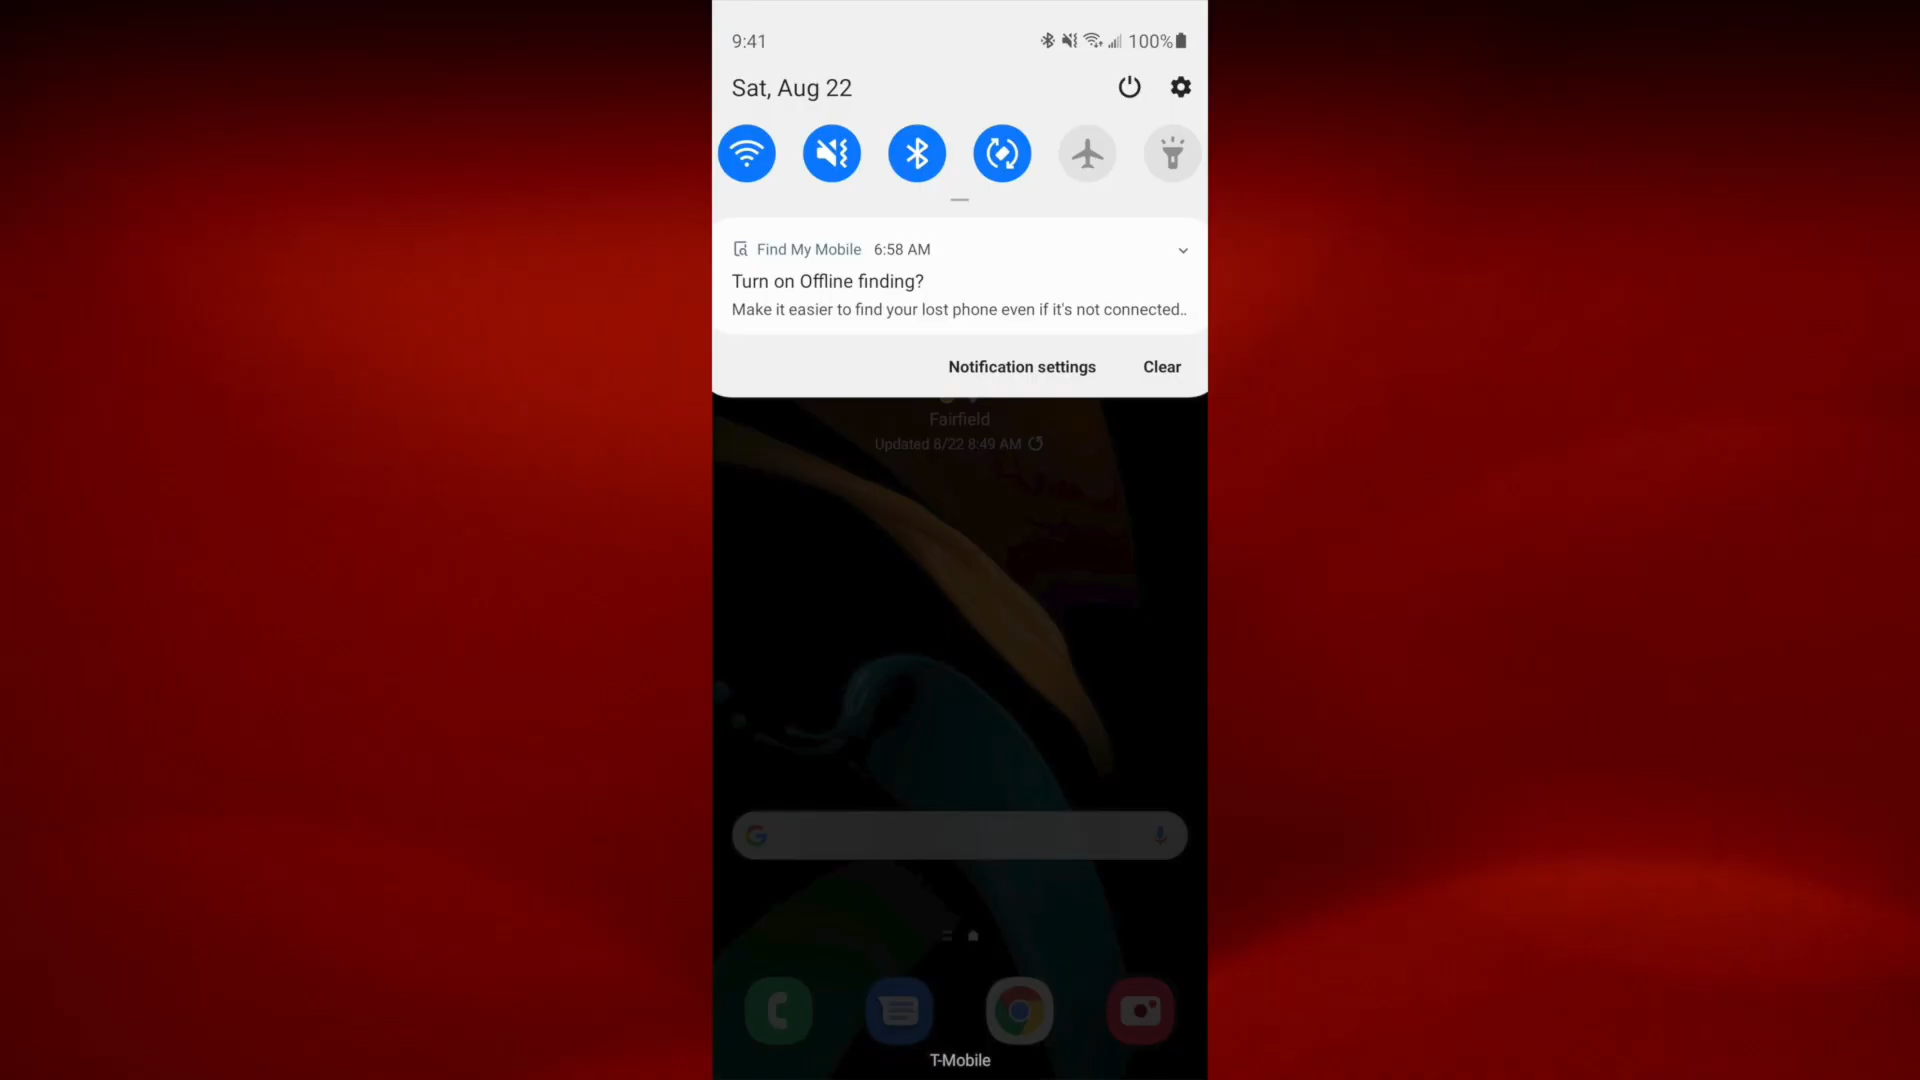 9:41 100%
Sat, Aug 22
Find My Mobile 6:58 AM
Turn on Offline finding?
Make it easier to find your lost phone even if it's not connected..
Notification settings Clear
Fairfield
Updated 8/22 8:49 AM
T-Mobile